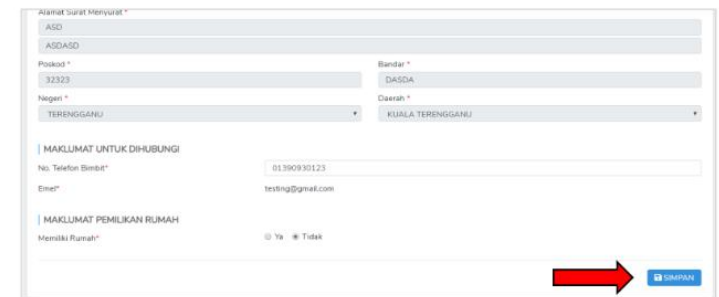 Alamat Surat Menyurat *
ASD
ASDASD
Poskod * Bandar *
32323 DASDA
Negeri * Daerah *
TERENGGANU KUALA TERENGGANU
MAKLUMAT UNTUK DIHUBUNGI
No. Telefon Bimbit* 01390930123
Emel* testing@gmail.com
MAKLUMAT PEMILIKAN RUMAH
Memiliki Rumah* Ya Tidak
SIMPAN